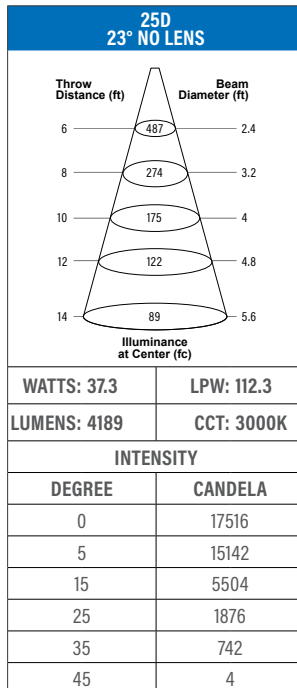 25D
23° NO LENS
Throw Distance (ft)
Beam Diameter (ft)
6 487 2.4
8 274 3.2
10 175 4
12 122 4.8
14 89 5.6
Illuminance
at Center (fc)
WATTS: 37.3 LPW: 112.3
LUMENS: 4189 CCT: 3000K
INTENSITY
DEGREE CANDELA
0 17516
5 15142
15 5504
25 1876
35 742
45 4